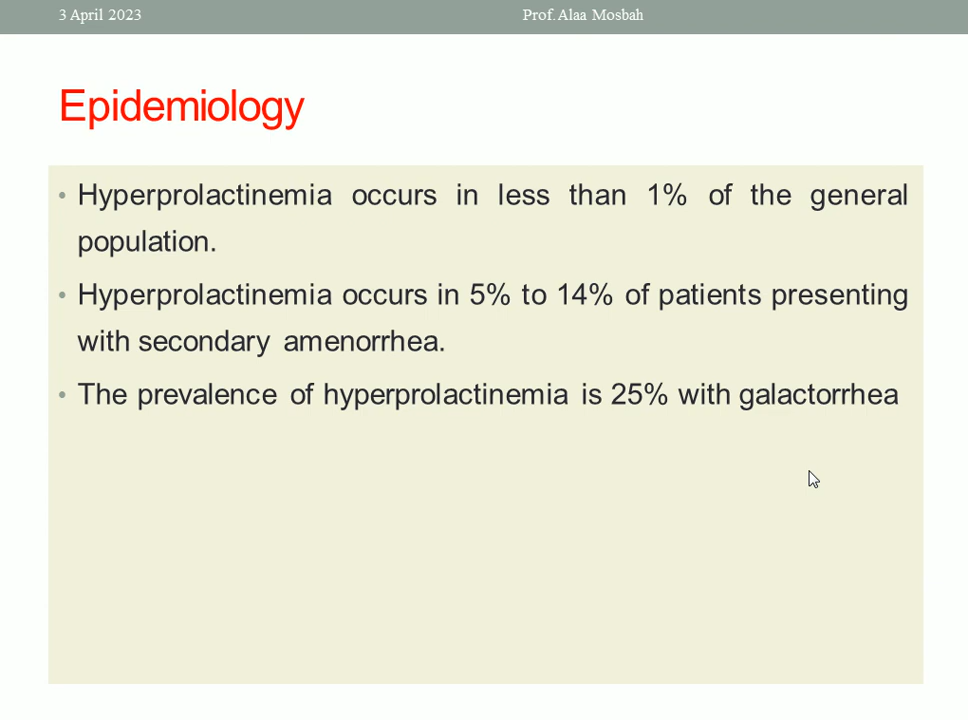 3 April 2023 Prof. Alaa Mosbah
Epidemiology
• Hyperprolactinemia occurs in less than 1% of the general
population.
• Hyperprolactinemia occurs in 5% to 14% of patients presenting
with secondary amenorrhea.
• The prevalence of hyperprolactinemia is 25% with galactorrhea